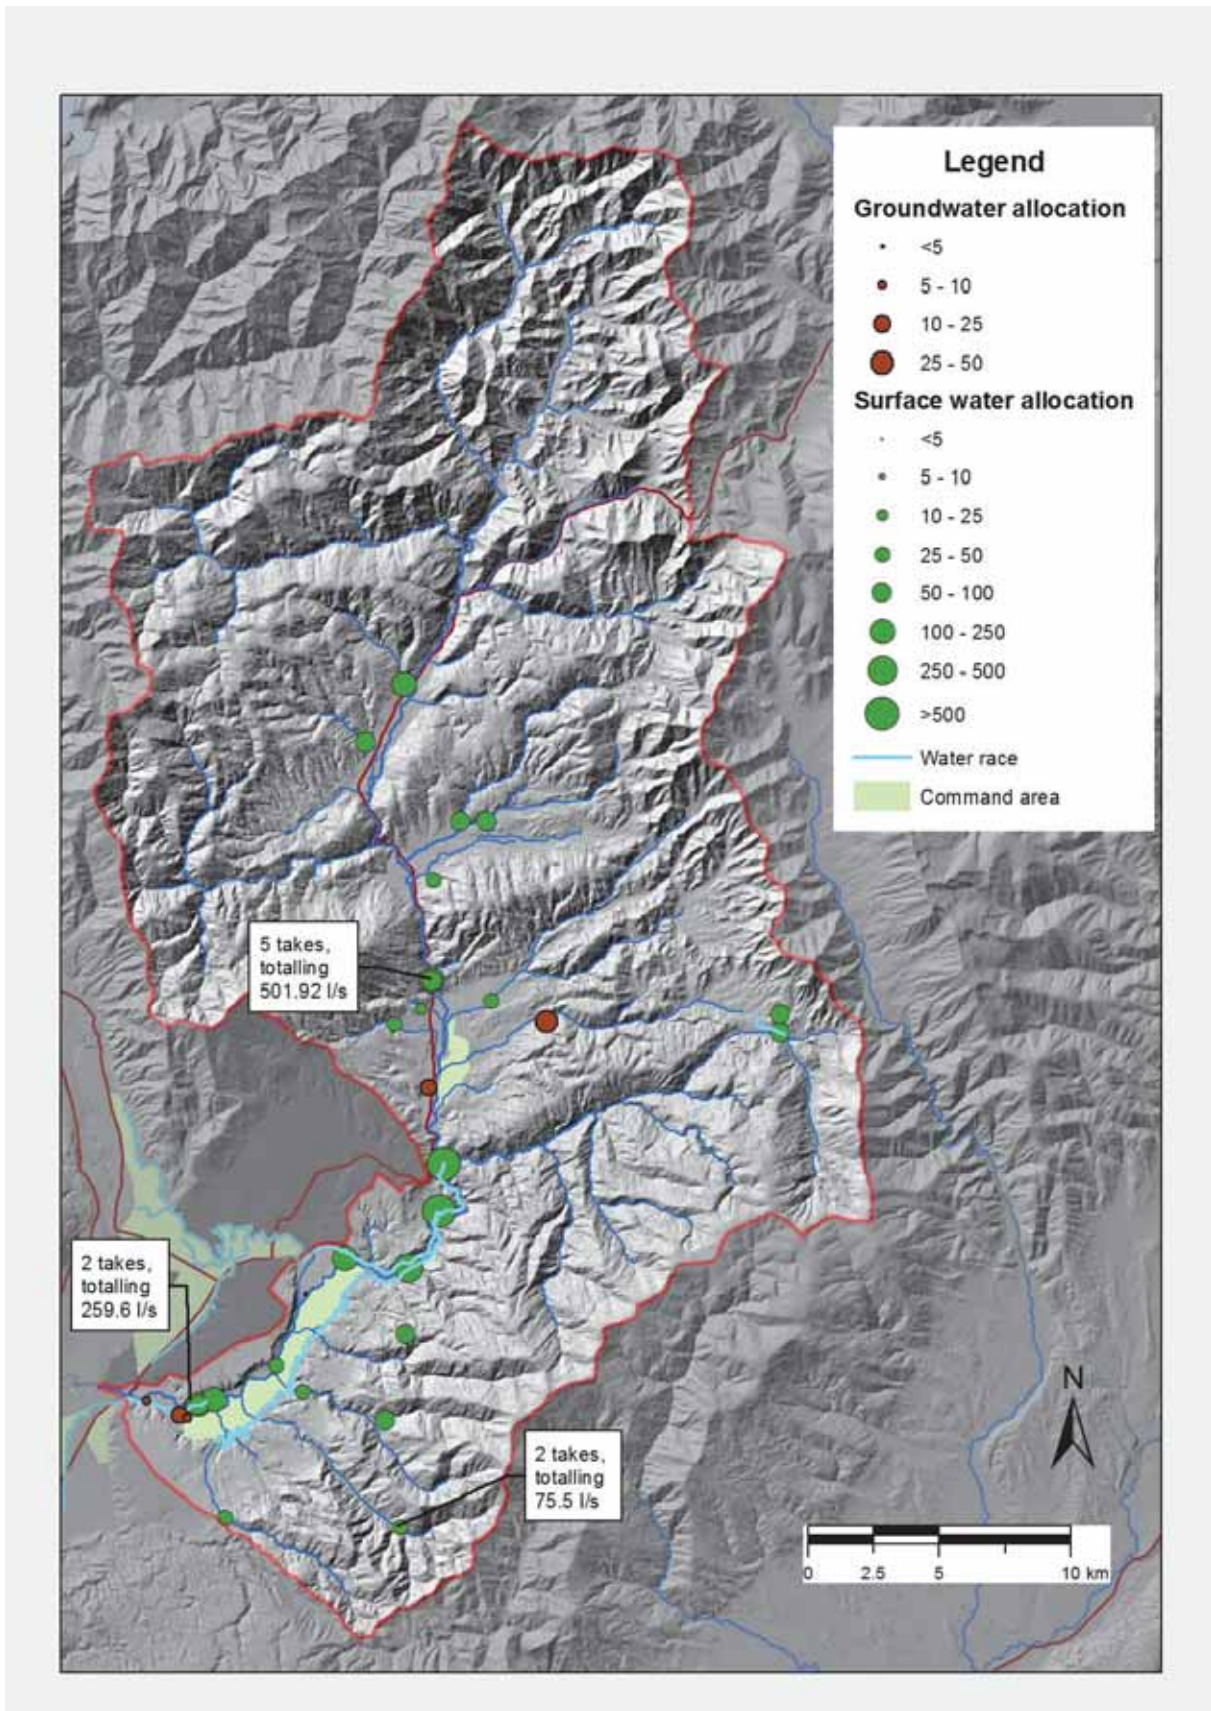 Legend
Groundwater allocation
<5
5 - 10
10 - 25
25 - 50
Surface water allocation
<5
5 - 10
10 - 25
25 - 50
50 - 100
100 - 250
250 - 500
>500
Water race
Command area
5 takes,
totalling
501.92 l/s
2 takes,
totalling
259.6 l/s
2 takes,
totalling
75.5 l/s
N
0 2.5 5 10 km